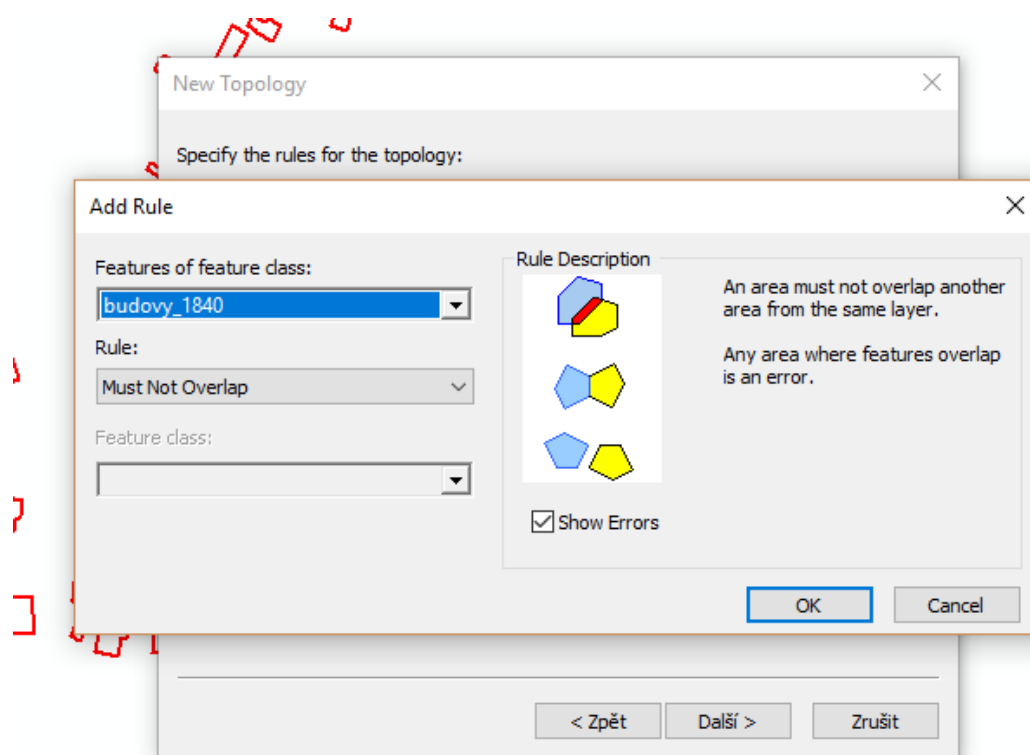 New Topology
Specify the rules for the topology:
Add Rule
Features of feature class:
budovy_1840
Rule:
Must Not Overlap
Feature class:
Rule Description
An area must not overlap another
area from the same layer.
Any area where features overlap
is an error.
Show Errors
OK
Cancel
< Zpět
Další >
Zrušit